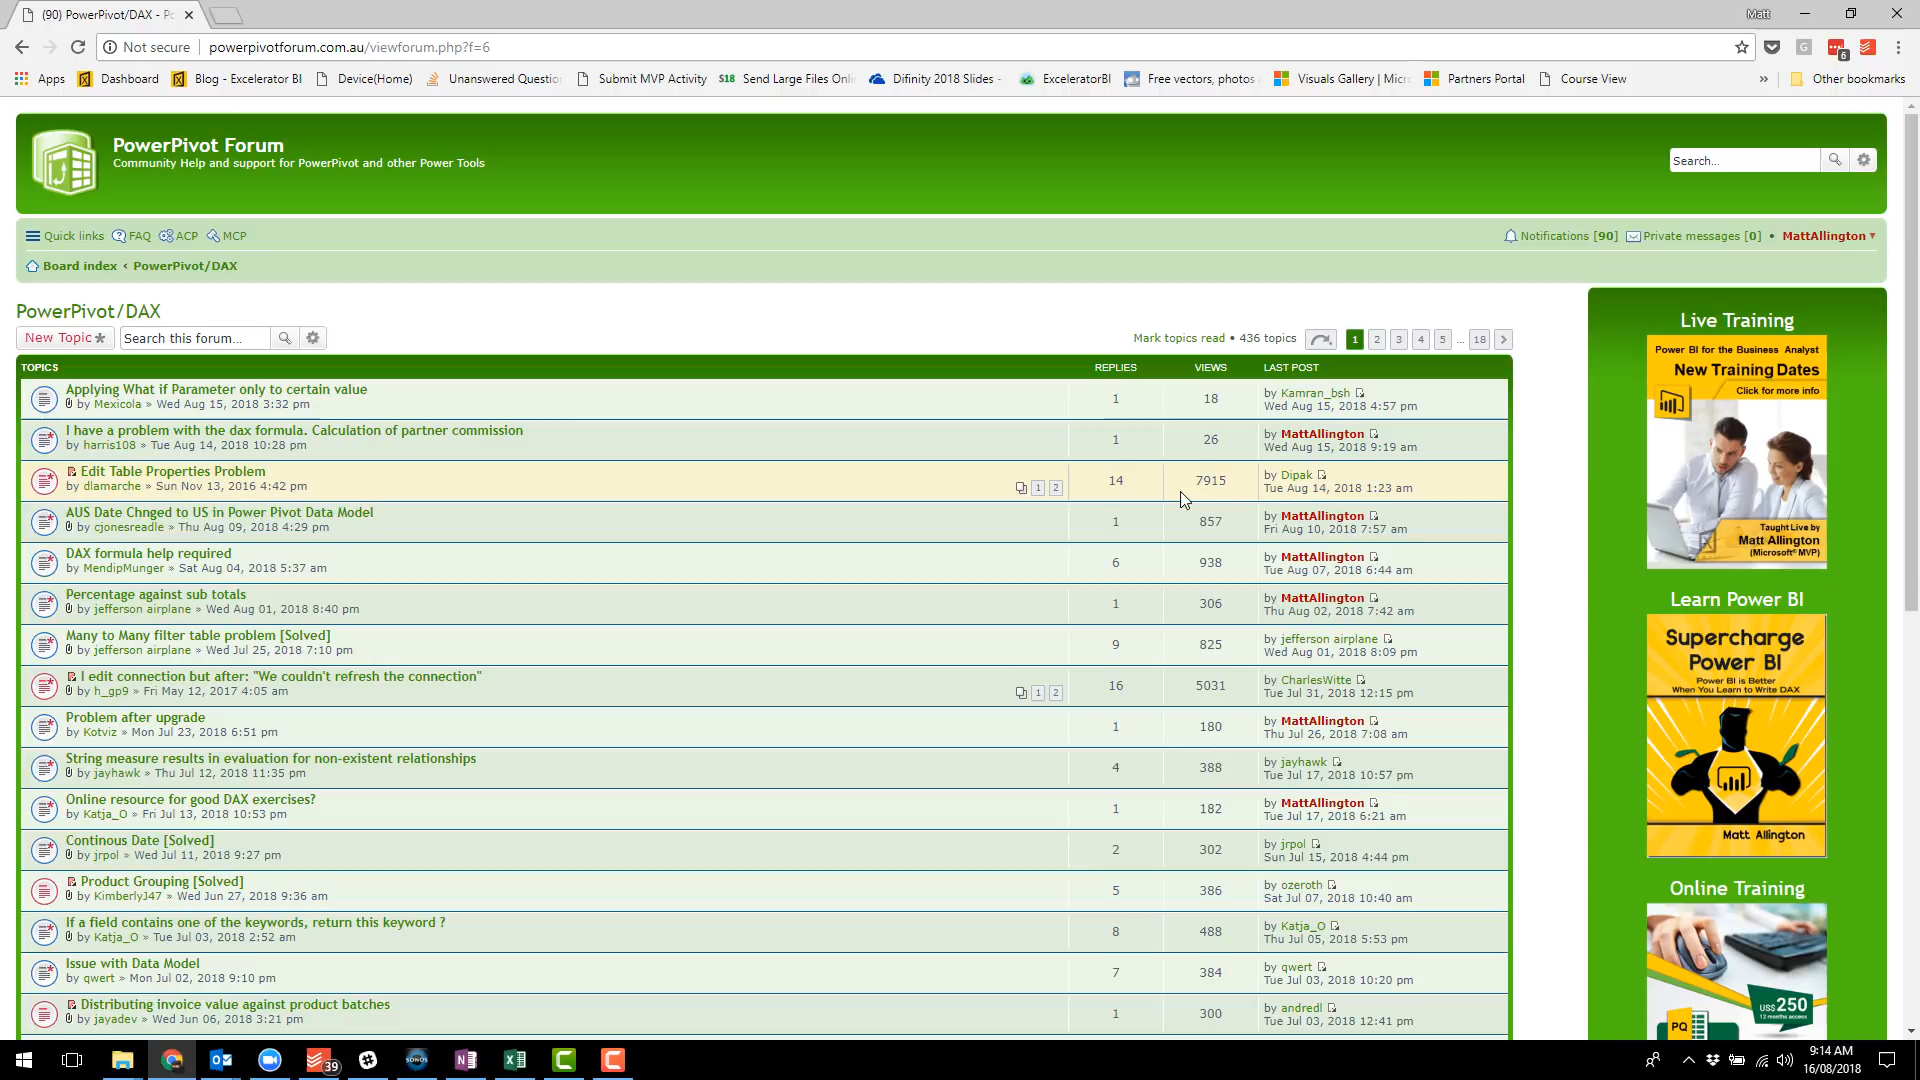 (90) PowerPivot/DAX - Po
Matt
Not secure powerpivotforum.com.au/viewforum.php?f=6
6
Apps Dashboard Blog - Excelerator BI Device(Home) Unanswered Questio Submit MVP Activity S18 Send Large Files Onli Difinity 2018 Slides - ExceleratorBI Free vectors, photos Visuals Gallery | Micr Partners Portal Course View » Other bookmarks
PowerPivot Forum
Community Help and support for PowerPivot and other Power Tools
Search...
Quick links FAQ ACP MCP
Notifications [90] Private messages [0] • MattAllington
Board index ‹ PowerPivot/DAX
PowerPivot/DAX
New Topic Search this forum...
Mark topics read • 436 topics 1 2 3 4 5 ... 18
TOPICS REPLIES VIEWS LAST POST
Applying What if Parameter only to certain value
by Mexicola » Wed Aug 15, 2018 3:32 pm
1 18
by Kamran_bsh
Wed Aug 15, 2018 4:57 pm
I have a problem with the dax formula. Calculation of partner commission
by harris108 » Tue Aug 14, 2018 10:28 pm
1 26
by MattAllington
Wed Aug 15, 2018 9:19 am
Edit Table Properties Problem
by dlamarche » Sun Nov 13, 2016 4:42 pm
1 2
14 7915
by Dipak
Tue Aug 14, 2018 1:23 am
AUS Date Chnged to US in Power Pivot Data Model
by cjonesreadle » Thu Aug 09, 2018 4:29 pm
1 857
by MattAllington
Fri Aug 10, 2018 7:57 am
DAX formula help required
by MendipMunger » Sat Aug 04, 2018 5:37 am
6 938
by MattAllington
Tue Aug 07, 2018 6:44 am
Percentage against sub totals
by jefferson airplane » Wed Aug 01, 2018 8:40 pm
1 306
by MattAllington
Thu Aug 02, 2018 7:42 am
Many to Many filter table problem [Solved]
by jefferson airplane » Wed Jul 25, 2018 7:10 pm
9 825
by jefferson airplane
Wed Aug 01, 2018 8:09 pm
I edit connection but after: "We couldn't refresh the connection"
by h_gp9 » Fri May 12, 2017 4:05 am
1 2
16 5031
by CharlesWitte
Tue Jul 31, 2018 12:15 pm
Problem after upgrade
by Kotviz » Mon Jul 23, 2018 6:51 pm
1 180
by MattAllington
Thu Jul 26, 2018 7:08 am
String measure results in evaluation for non-existent relationships
by jayhawk » Thu Jul 12, 2018 11:35 pm
4 388
by jayhawk
Tue Jul 17, 2018 10:57 pm
Online resource for good DAX exercises?
by Katja_O » Fri Jul 13, 2018 10:53 pm
1 182
by MattAllington
Tue Jul 17, 2018 6:21 am
Continous Date [Solved]
by jrpol » Wed Jul 11, 2018 9:27 pm
2 302
by jrpol
Sun Jul 15, 2018 4:44 pm
Product Grouping [Solved]
by KimberlyJ47 » Wed Jun 27, 2018 9:36 am
5 386
by ozeroth
Sat Jul 07, 2018 10:40 am
If a field contains one of the keywords, return this keyword ?
by Katja_O » Tue Jul 03, 2018 2:52 am
8 488
by Katja_O
Thu Jul 05, 2018 5:53 pm
Issue with Data Model
by qwert » Mon Jul 02, 2018 9:10 pm
7 384
by qwert
Tue Jul 03, 2018 10:20 pm
Distributing invoice value against product batches
by jayadev » Wed Jun 06, 2018 3:21 pm
1 300
by andredl
Tue Jul 03, 2018 12:41 pm
Live Training
Power BI for the Business Analyst
New Training Dates
Click for more info
Taught Live by
Matt Allington
(Microsoft® MVP)
Learn Power BI
Supercharge
Power BI
Power BI is Better
When You Learn to Write DAX
Matt Allington
Online Training
US$ 250
12 months access
PQ
39
SONOS
9:14 AM
16/08/2018